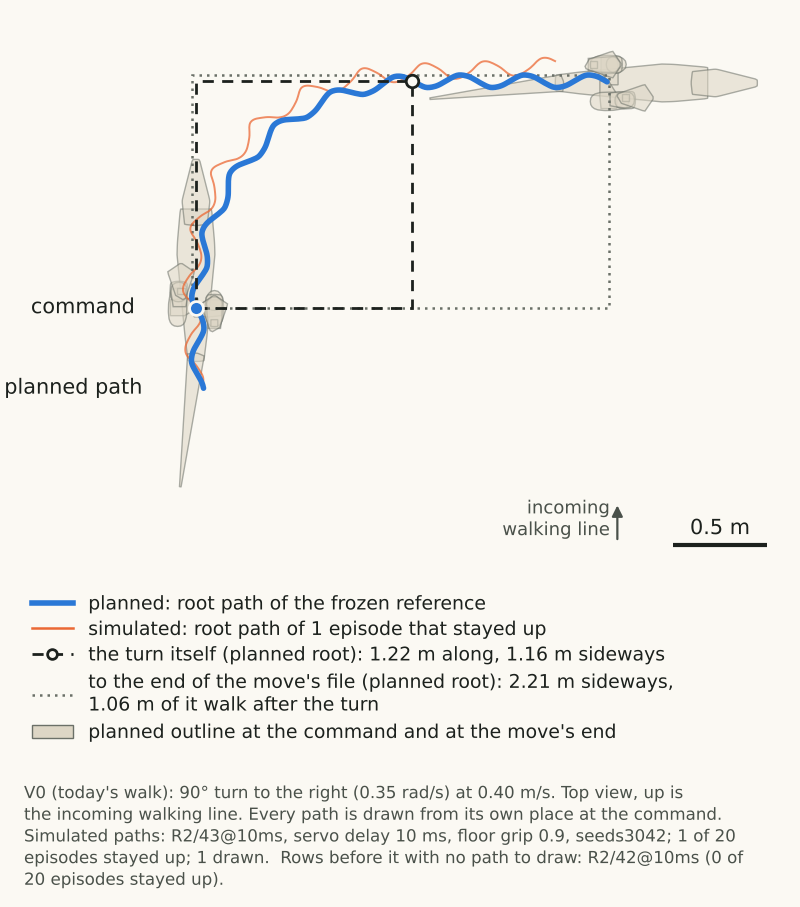 command
planned path
incoming
walking line
0.5 m
planned: root path of the frozen reference
simulated: root path of 1 episode that stayed up
the turn itself (planned root): 1.22 m along, 1.16 m sideways
to the end of the move's file (planned root): 2.21 m sideways,
1.06 m of it walk after the turn
planned outline at the command and at the move's end
V0 (today's walk): 90° turn to the right (0.35 rad/s) at 0.40 m/s. Top view, up is
the incoming walking line. Every path is drawn from its own place at the command.
Simulated paths: R2/43@10ms, servo delay 10 ms, floor grip 0.9, seeds3042; 1 of 20
episodes stayed up; 1 drawn.  Rows before it with no path to draw: R2/42@10ms (0 of
20 episodes stayed up).